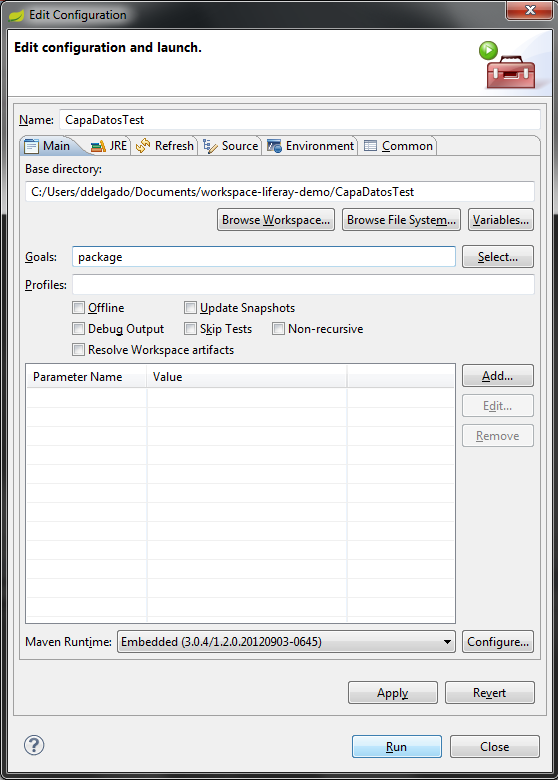 Edit Configuration
Edit configuration and launch.
Name: CapaDatosTest
Main JRE Refresh Source Environment Common
Base directory:
C:/Users/ddelgado/Documents/workspace-liferay-demo/CapaDatosTest
Browse Workspace... Browse File System... Variables...
Goals: package Select...
Profiles:
Offline Update Snapshots
Debug Output Skip Tests Non-recursive
Resolve Workspace artifacts
Parameter Name Value Add...
Edit...
Remove
Maven Runtime: Embedded (3.0.4/1.2.0.20120903-0645) Configure...
Apply Revert
? Run Close